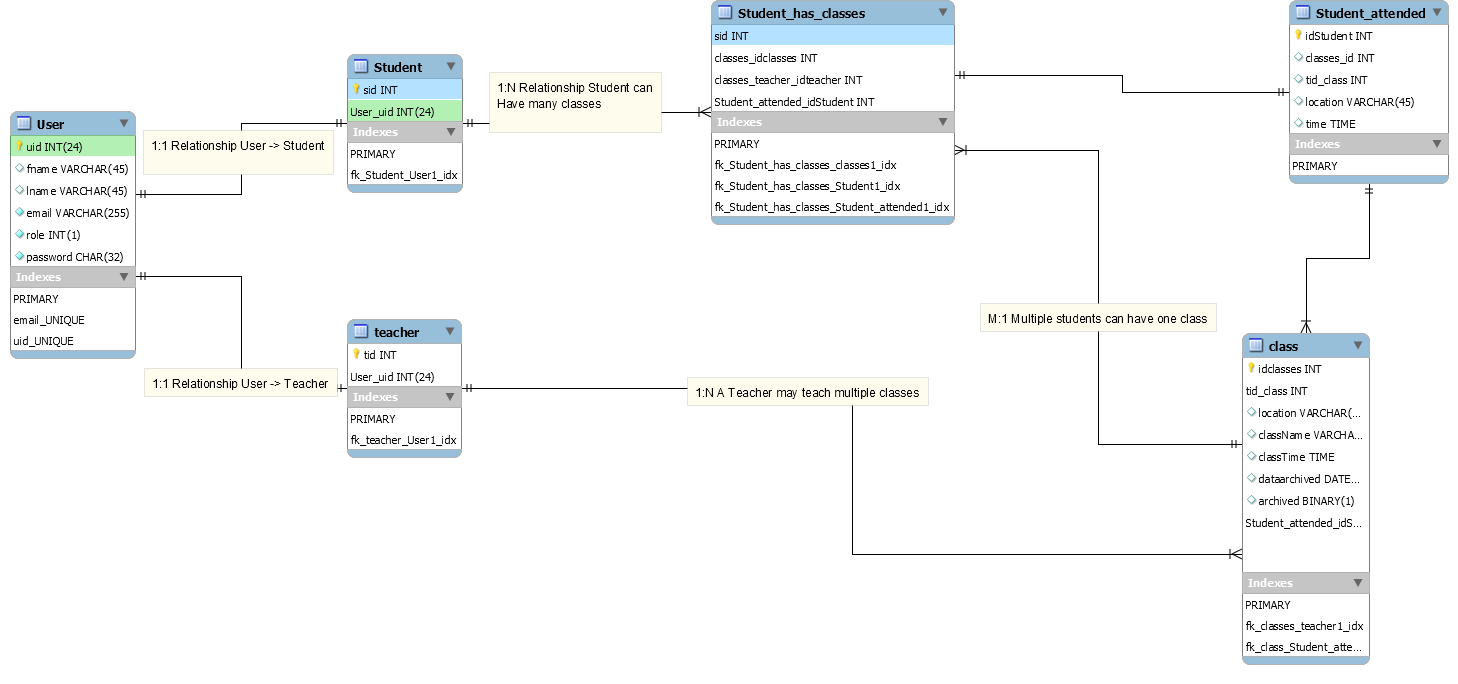 User
uid INT(24)
fname VARCHAR(45)
lname VARCHAR(45)
email VARCHAR(255)
role INT(1)
password CHAR(32)
Indexes
PRIMARY
email_UNIQUE
uid_UNIQUE
1:1 Relationship User -> Student
1:1 Relationship User -> Teacher
Student
sid INT
User_uid INT(24)
Indexes
PRIMARY
fk_Student_User1_idx
teacher
tid INT
User_uid INT(24)
Indexes
PRIMARY
fk_teacher_User1_idx
1:N Relationship Student can
Have many classes
1:N A Teacher may teach multiple classes
Student_has_classes
sid INT
classes_idclasses INT
classes_teacher_idteacher INT
Student_attended_idStudent INT
Indexes
PRIMARY
fk_Student_has_classes_classes1_idx
fk_Student_has_classes_Student1_idx
fk_Student_has_classes_Student_attended1_idx
M:1 Multiple students can have one class
Student_attended
idStudent INT
classes_id INT
tid_class INT
location VARCHAR(45)
time TIME
Indexes
PRIMARY
class
idclasses INT
tid_class INT
location VARCHAR(...
className VARCHA...
classTime TIME
dataarchived DATE...
archived BINARY(1)
Student_attended_idS...
Indexes
PRIMARY
fk_classes_teacher1_idx
fk_class_Student_atte...